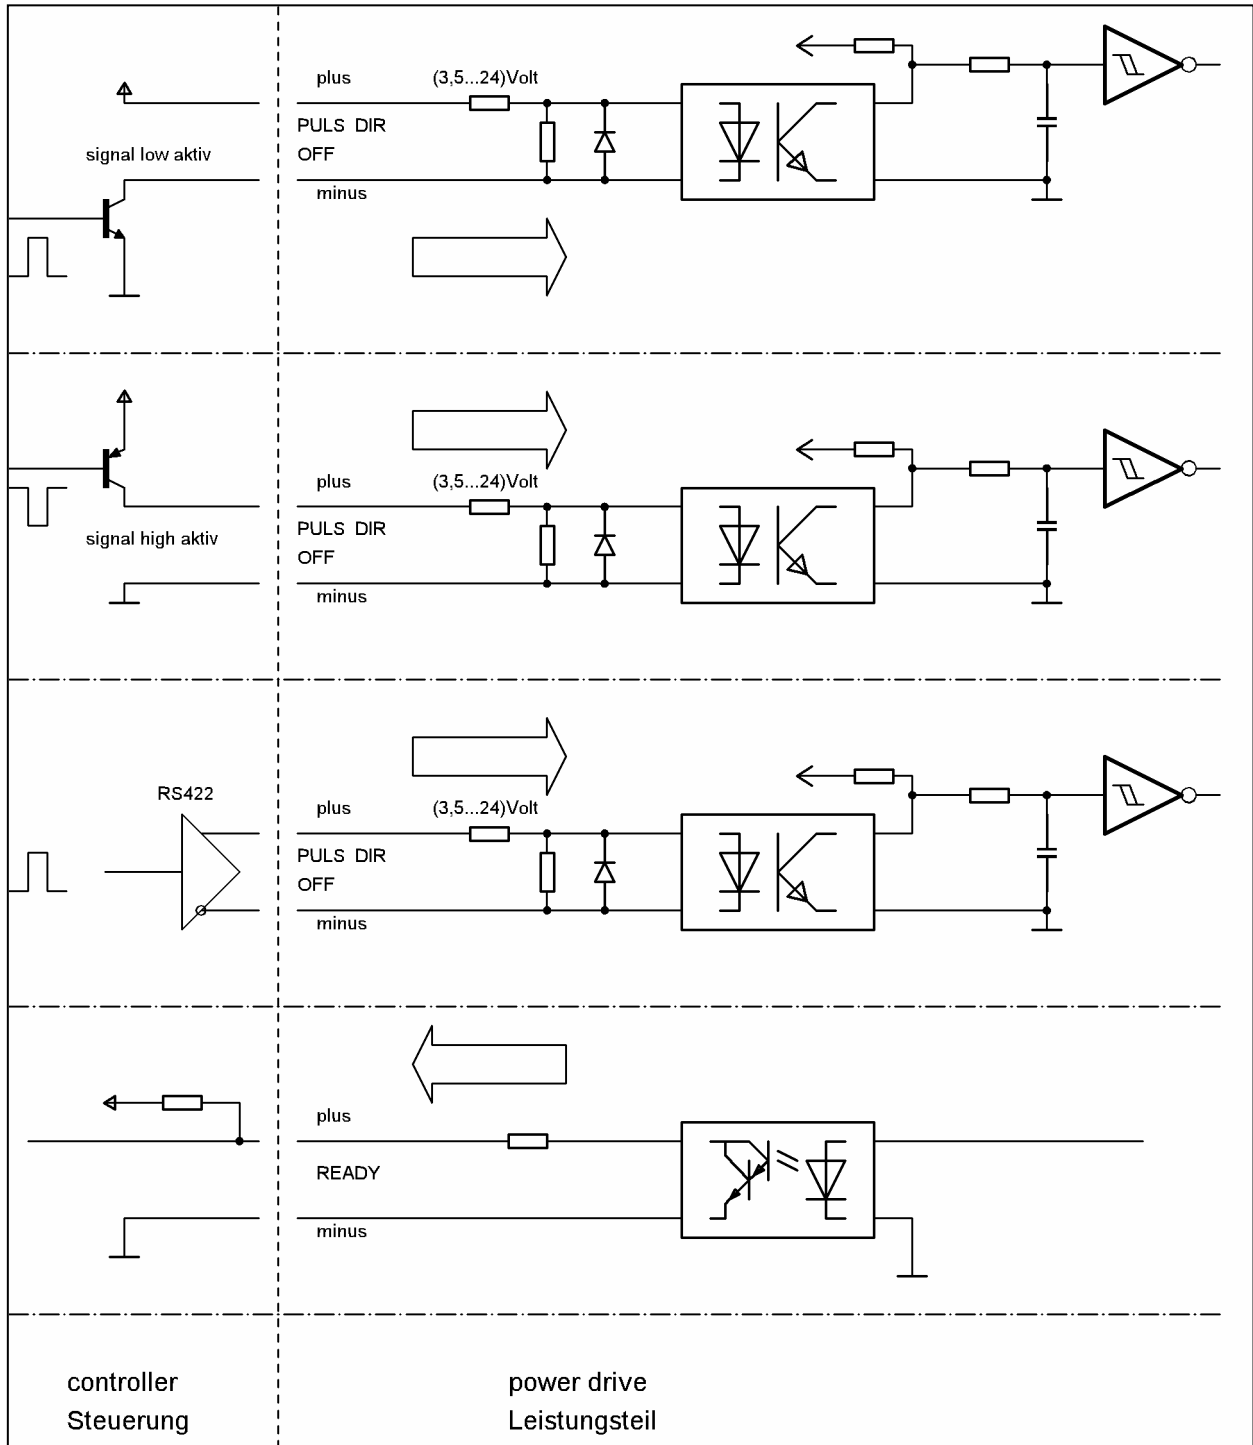 plus
(3,5...24)Volt
PULS DIR
OFF
signal low aktiv
minus
plus
(3,5...24)Volt
PULS DIR
signal high aktiv
OFF
minus
RS422
plus
(3,5...24)Volt
PULS DIR
OFF
minus
plus
READY
minus
controller
Steuerung
power drive
Leistungsteil